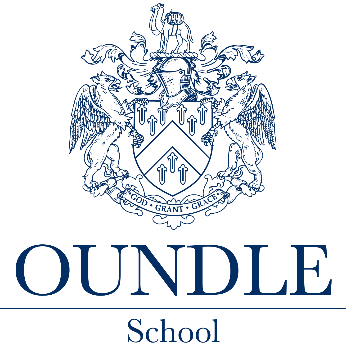 GOD · GRANT · GRACE
OUNDLE
School